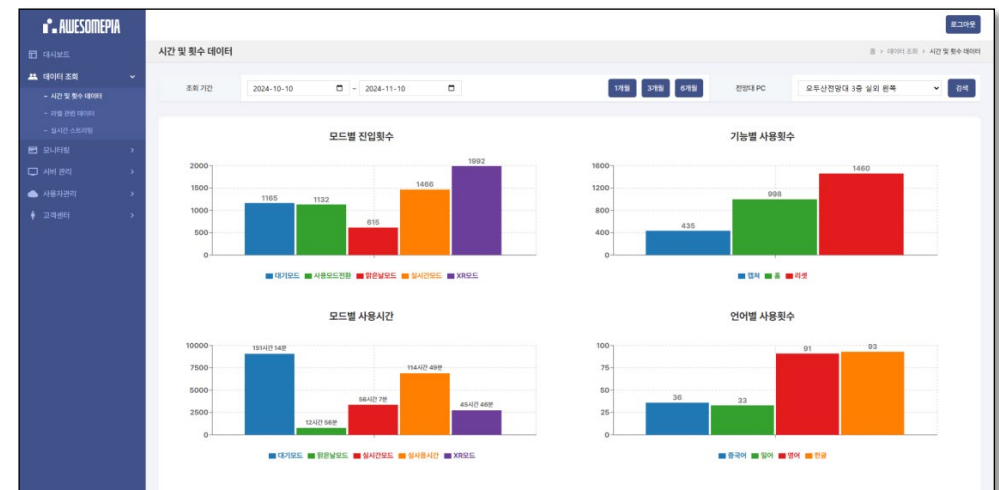 AWESOMEPIA
로그아웃
대시보드
데이터 조회
- 시간 및 횟수 데이터
- 라벨 관련 데이터
- 실시간 스트리밍
모니터링
서버 관리
사용자관리
고객센터
시간 및 횟수 데이터
홈 > 데이터 조회 > 시간 및 횟수 데이터
조회 기간
2024-10-10 - 2024-11-10
1개월 3개월 6개월
전망대 PC
오두산전망대 3층 실외 왼쪽
검색
모드별 진입횟수
2000
1500
1000
500
0
1165 1132 616 1466 1992
대기모드 사용모드전환 맑은날모드 실시간모드 XR모드
기능별 사용횟수
1600
1200
800
400
0
435 998 1460
캡쳐 홈 리셋
모드별 사용시간
10000
7500
5000
2500
0
151시간 14분 12시간 56분 56시간 7분 114시간 49분 45시간 46분
대기모드 맑은날모드 실시간모드 실사용시간 XR모드
언어별 사용횟수
100
75
50
25
0
36 33 91 93
중국어 일어 영어 한글